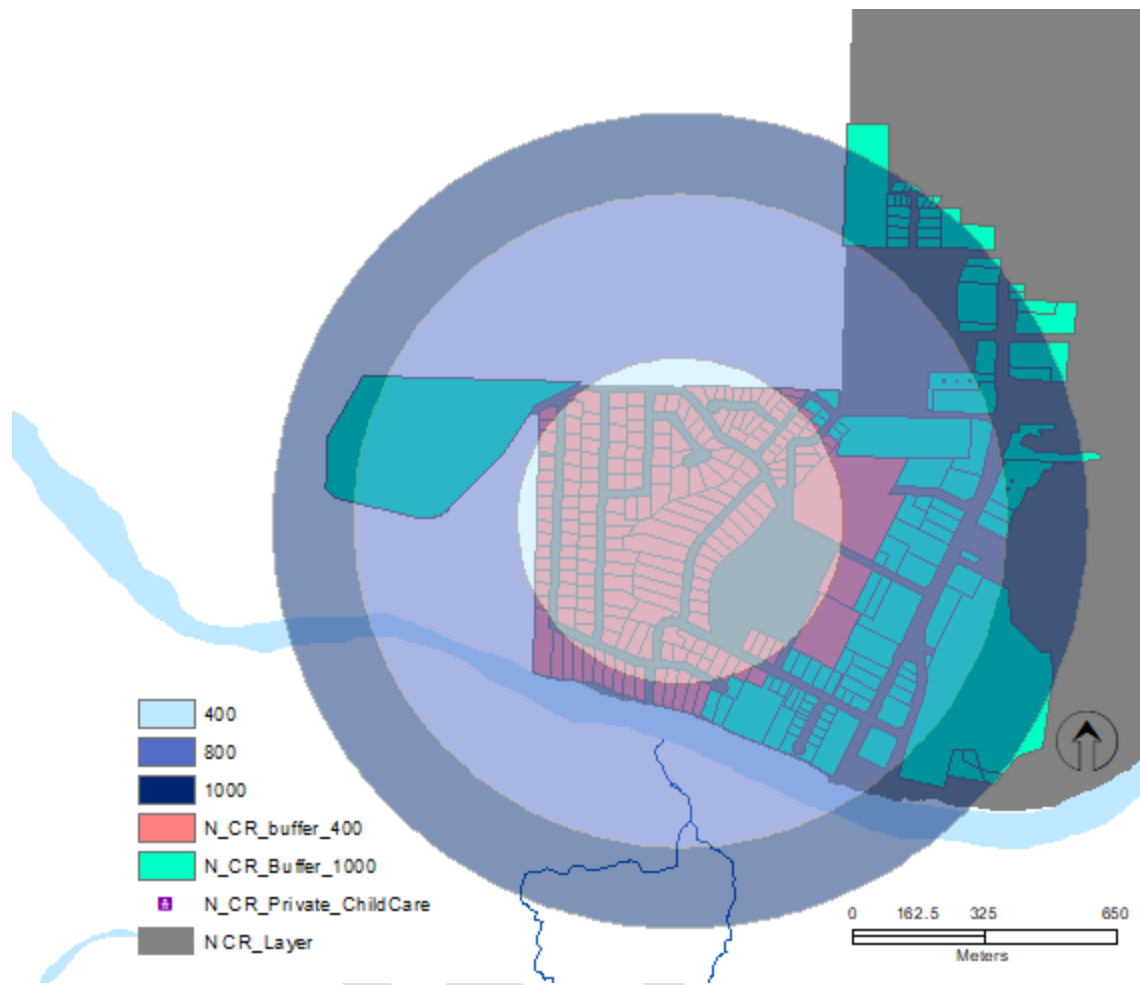 400
800
1000
N_CR_buffer_400
N_CR_Buffer_1000
N_CR_Private_ChildCare
NCR_Layer
0 162.5 325 650
Meters